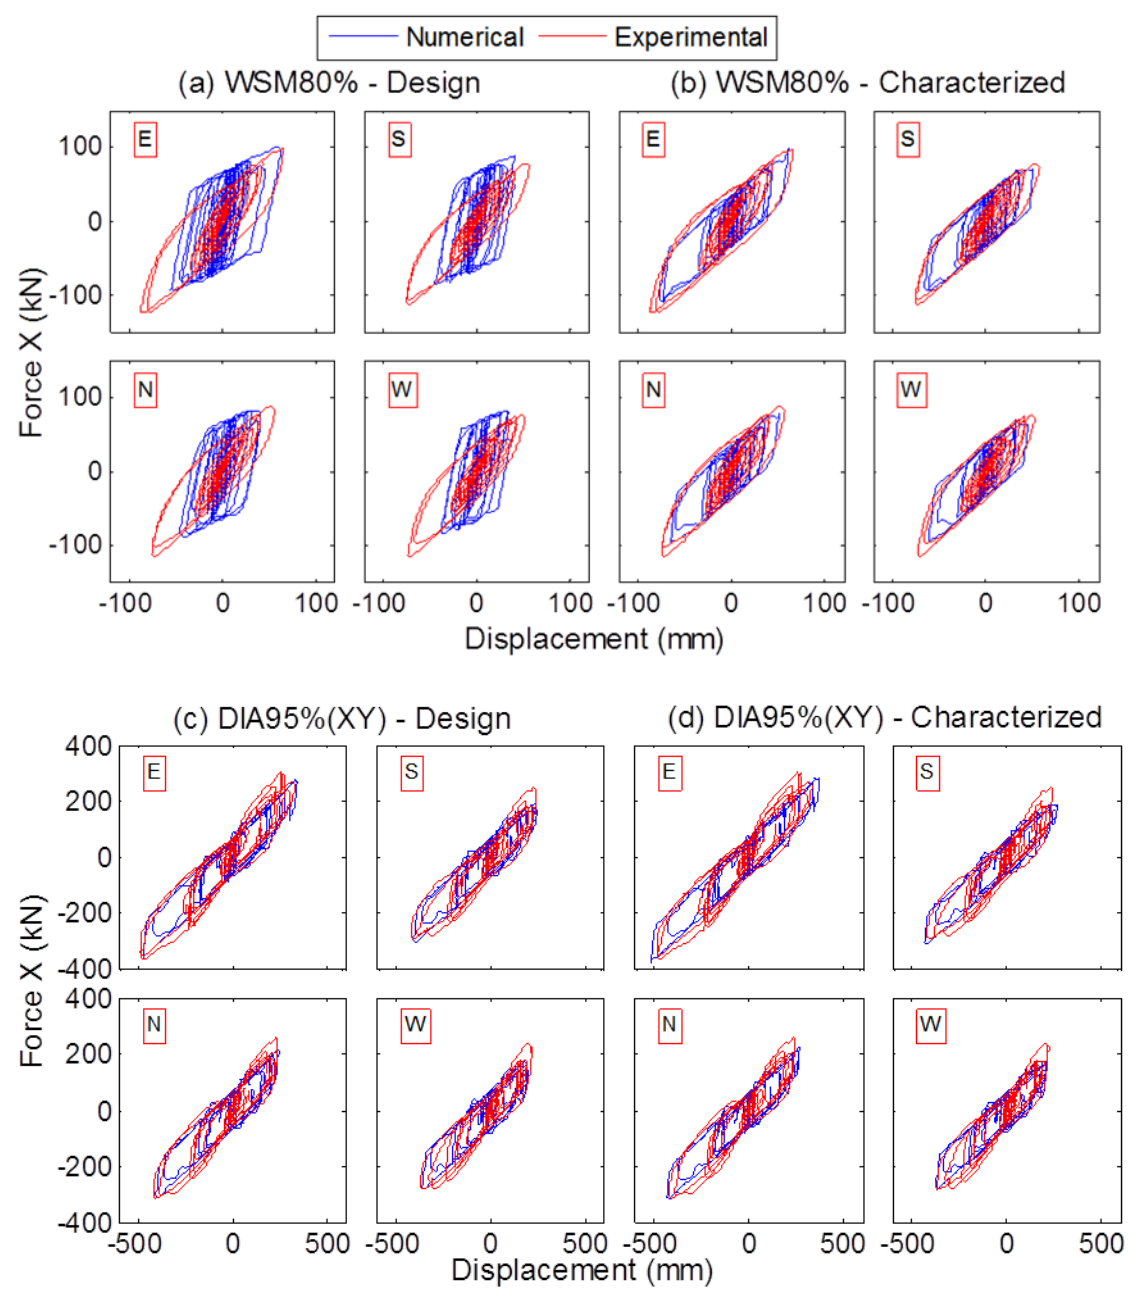 Numerical Experimental
(a) WSM80% - Design (b) WSM80% - Characterized
E S E S
100
0
-100
N W N W
100
0
-100
Force X (kN)
-100 0 100 -100 0 100 -100 0 100 -100 0 100
Displacement (mm)
(c) DIA95%(XY) - Design (d) DIA95%(XY) - Characterized
400
E S E S
200
0
-200
-400
400
N W N W
200
0
-200
-400
Force X (kN)
-500 0 500 -500 0 500 -500 0 500 -500 0 500
Displacement (mm)